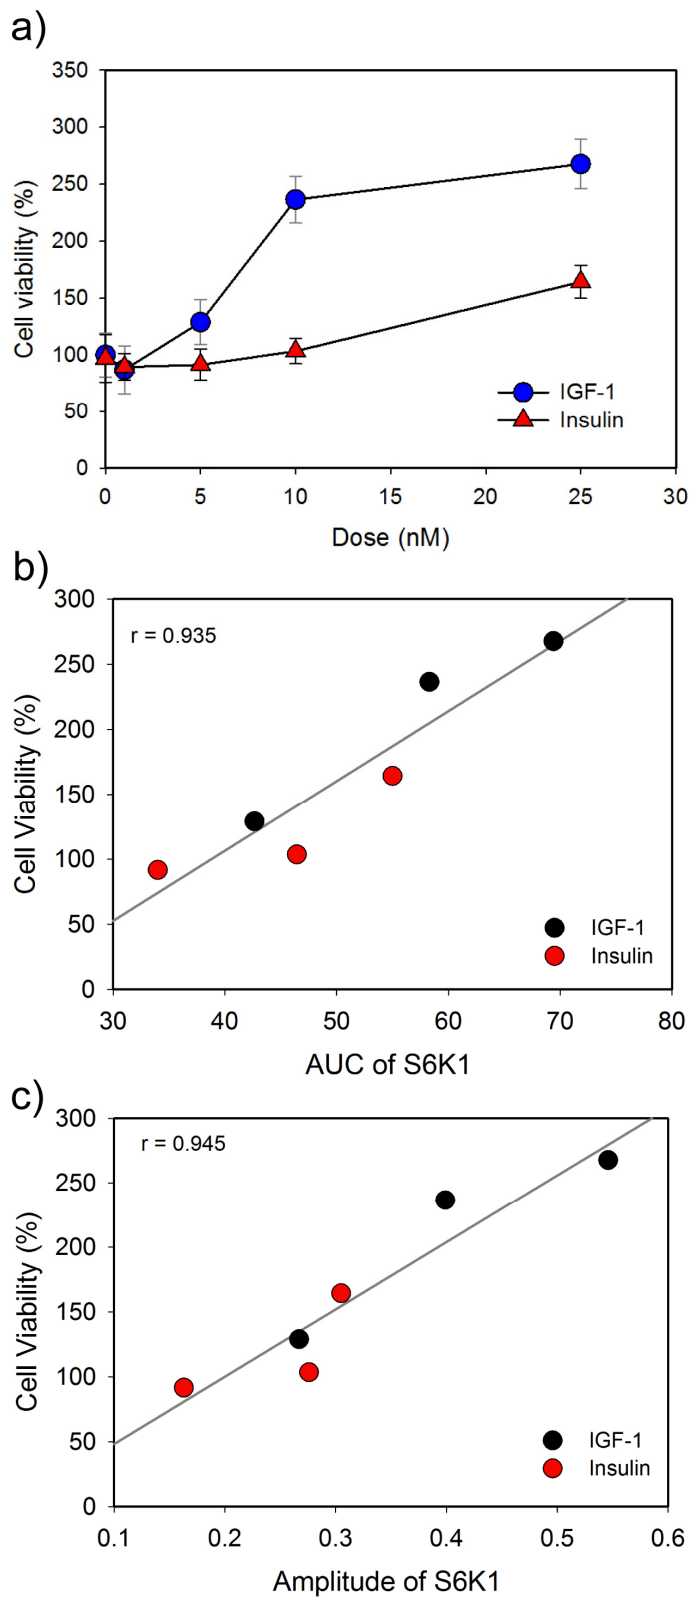 a)
350
300
250
200
150
100
50
0
Cell viability (%)
IGF-1
Insulin
0 5 10 15 20 25 30
Dose (nM)
b)
300
250
200
150
100
50
0
r = 0.935
Cell Viability (%)
IGF-1
Insulin
30 40 50 60 70 80
AUC of S6K1
c)
300
250
200
150
100
50
0
r = 0.945
Cell Viability (%)
IGF-1
Insulin
0.1 0.2 0.3 0.4 0.5 0.6
Amplitude of S6K1